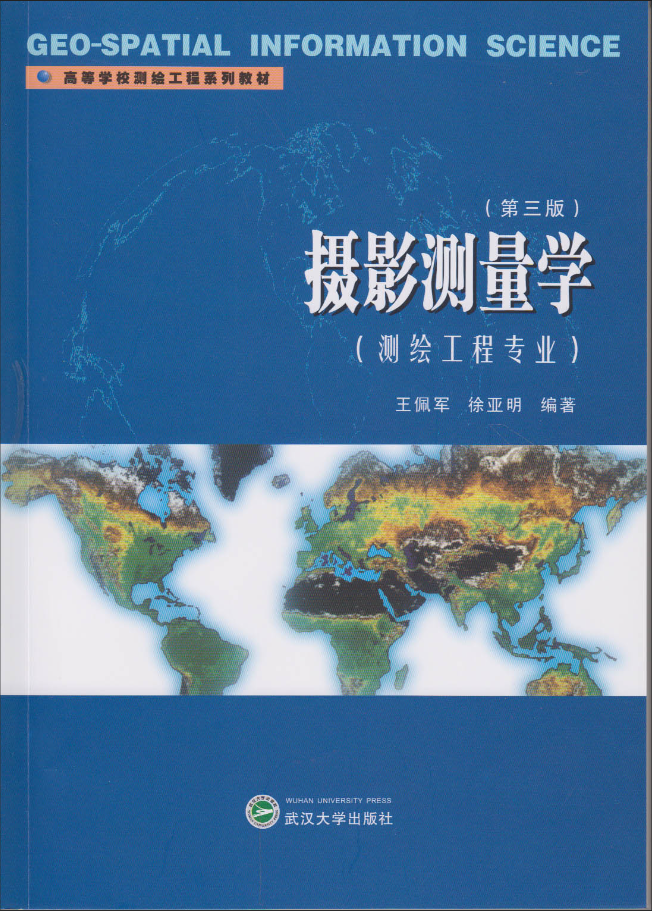 GEO-SPATIAL INFORMATION SCIENCE
高等学校测绘工程系列教材
（第三版）
摄影测量学
（测绘工程专业）
王佩军 徐亚明 编著
WUHAN UNIVERSITY PRESS
武汉大学出版社